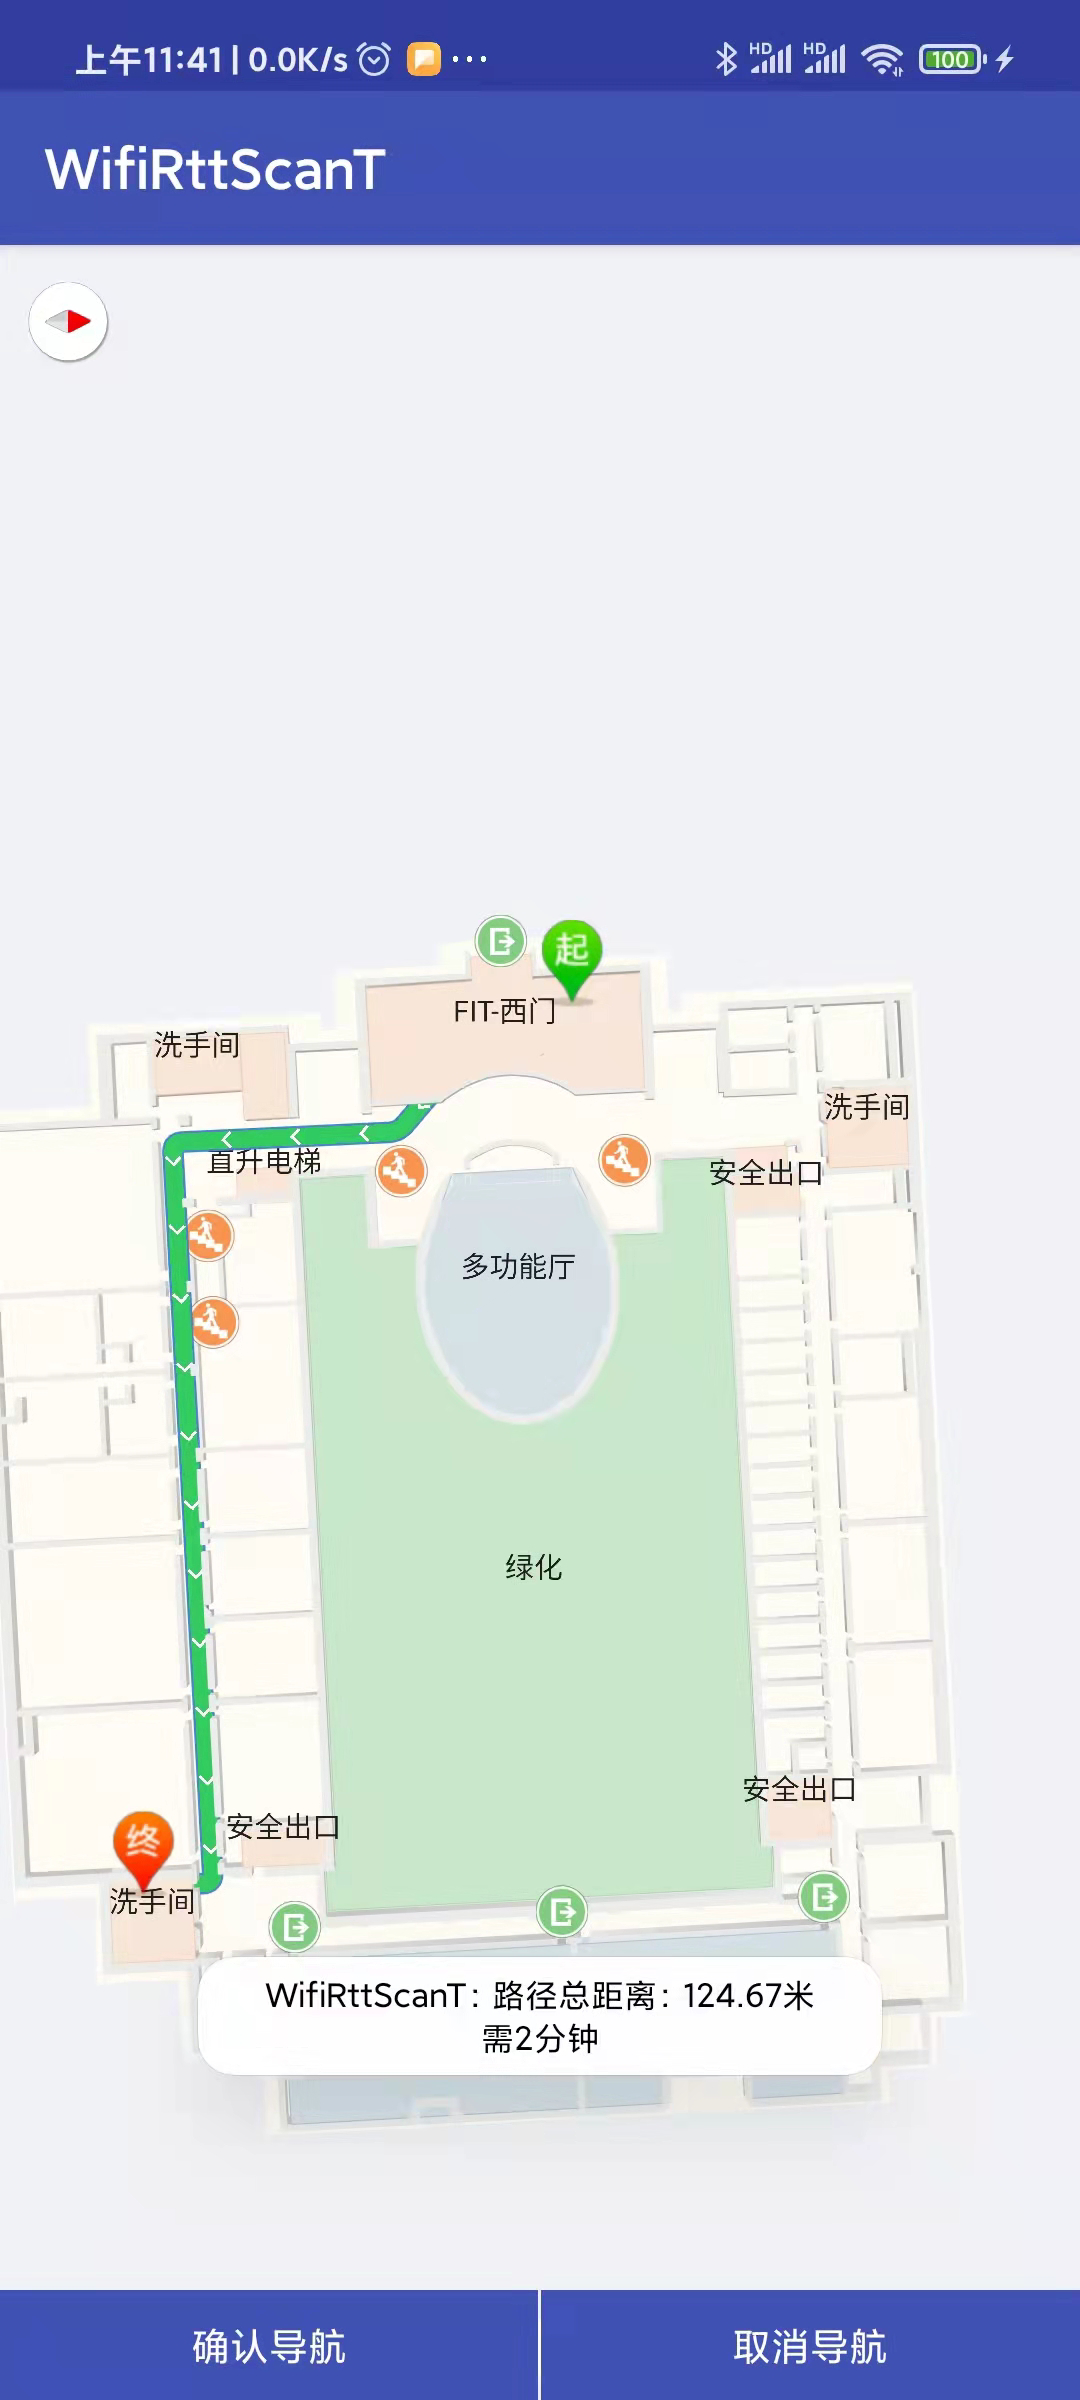 上午11:41 | 0.0K/s ...
HD HD 100
WifiRttScanT
起
FIT-西门
洗手间
洗手间
直升电梯
安全出口
多功能厅
绿化
安全出口
安全出口
终
洗手间
WifiRttScanT: 路径总距离: 124.67米
需2分钟
确认导航
取消导航